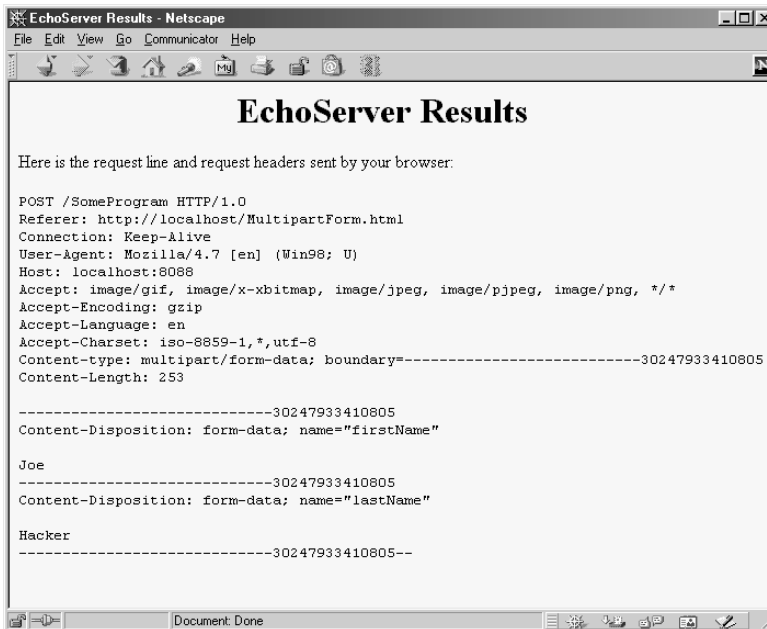 EchoServer Results - Netscape
File Edit View Go Communicator Help
My
N
EchoServer Results
Here is the request line and request headers sent by your browser:
POST /SomeProgram HTTP/1.0
Referer: http://localhost/MultipartForm.html
Connection: Keep-Alive
User-Agent: Mozilla/4.7 [en] (Win98; U)
Host: localhost:8088
Accept: image/gif, image/x-xbitmap, image/jpeg, image/pjpeg, image/png, */*
Accept-Encoding: gzip
Accept-Language: en
Accept-Charset: iso-8859-1,*,utf-8
Content-type: multipart/form-data; boundary=---------------------------30247933410805
Content-Length: 253
-----------------------------30247933410805
Content-Disposition: form-data; name="firstName"
Joe
-----------------------------30247933410805
Content-Disposition: form-data; name="lastName"
Hacker
-----------------------------30247933410805--
Document: Done